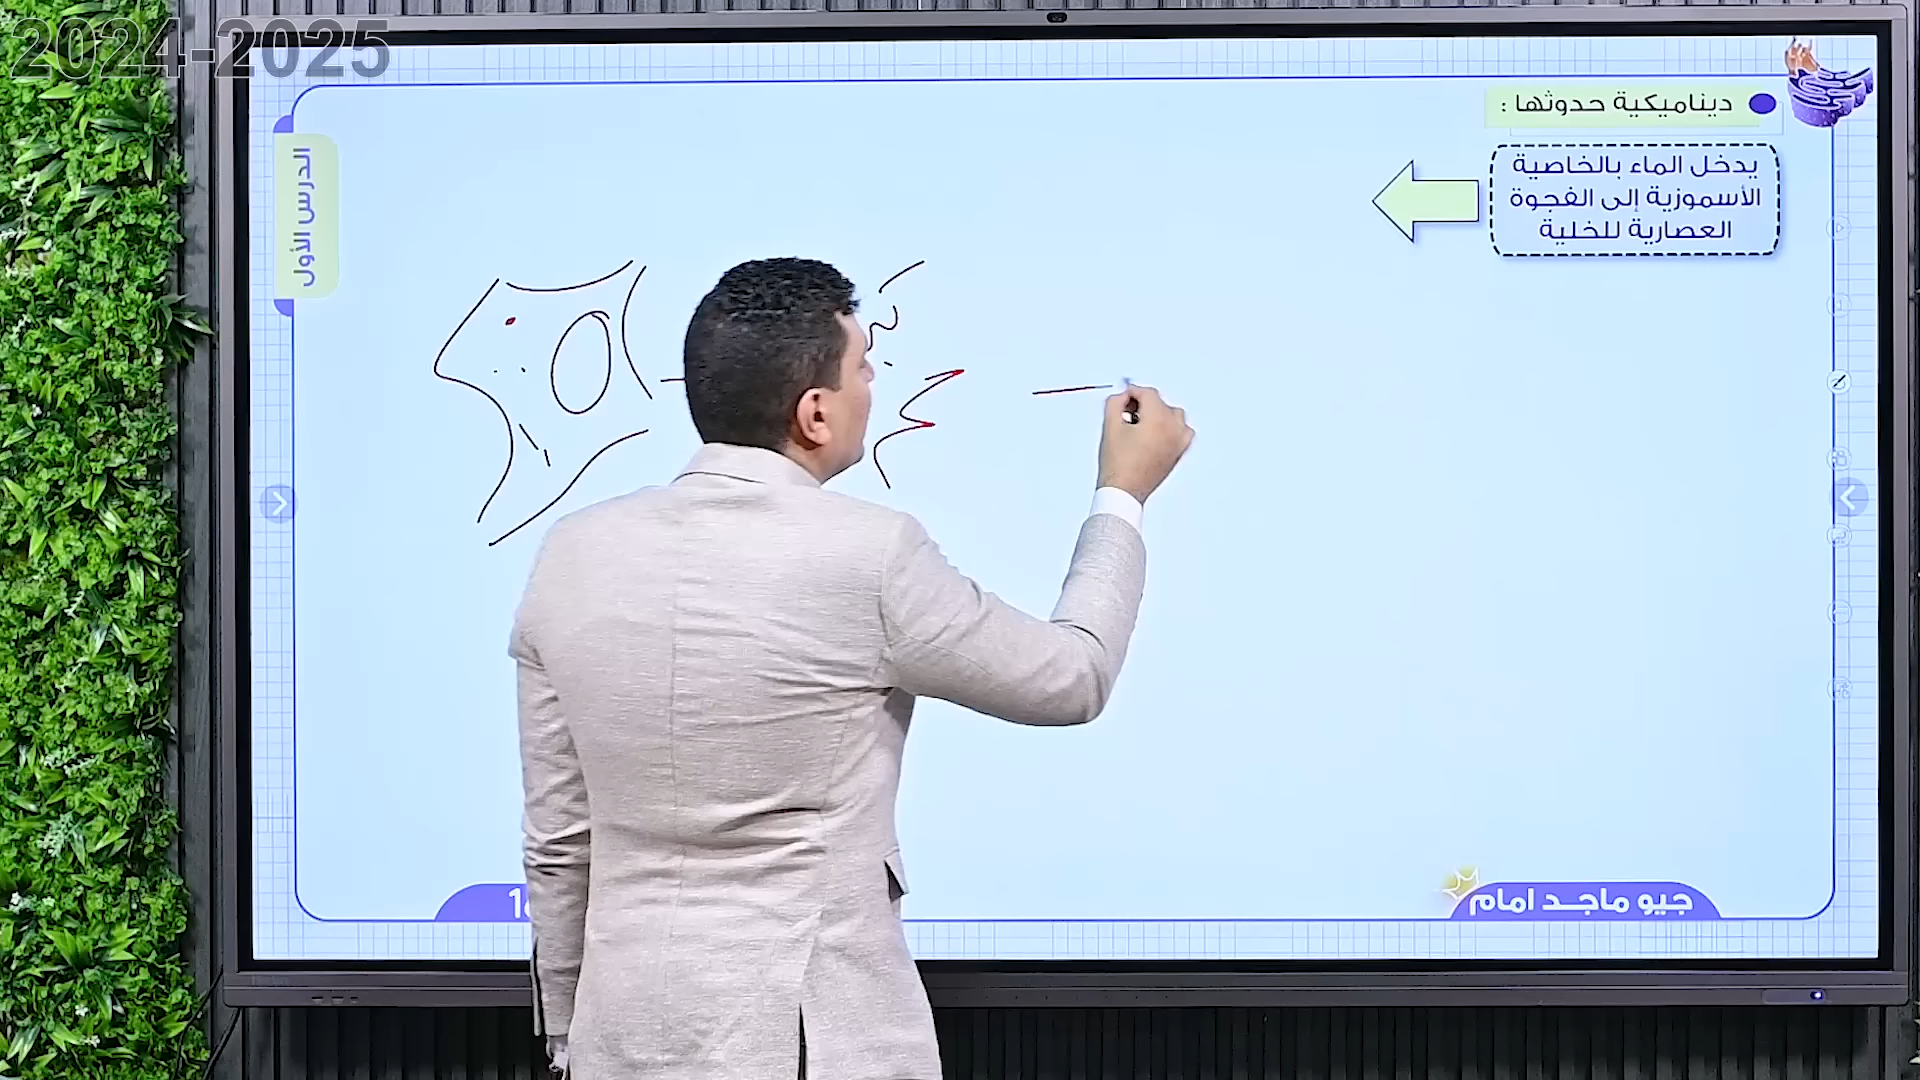 2024-2025
ديناميكية حدوثها :
يدخل الماء بالخاصية
الأسموزية إلى الفجوة
العصارية للخلية
الدرس الأول
جيو ماجد امام